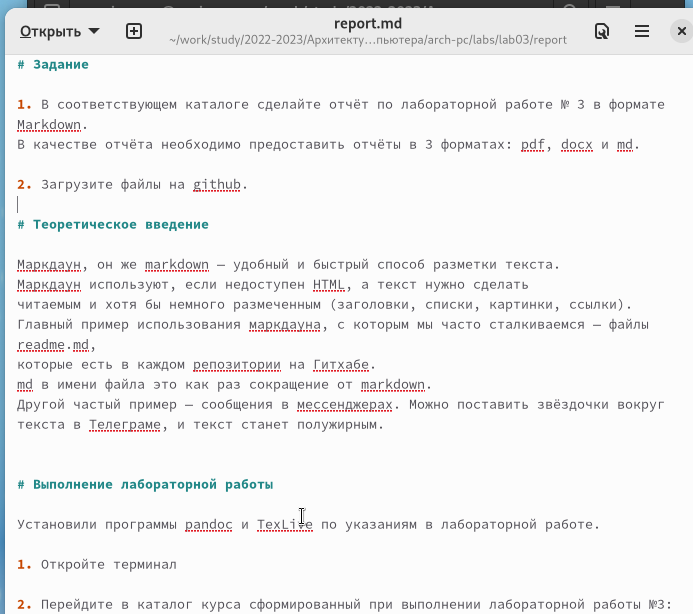 Открыть
report.md
~/work/study/2022-2023/Архитекту…пьютера/arch-pc/labs/lab03/report
# Задание
1. В соответствующем каталоге сделайте отчёт по лабораторной работе № 3 в формате
Markdown.
В качестве отчёта необходимо предоставить отчёты в 3 форматах: pdf, docx и md.
2. Загрузите файлы на github.
# Теоретическое введение
Маркдаун, он же markdown — удобный и быстрый способ разметки текста.
Маркдаун используют, если недоступен HTML, а текст нужно сделать
читаемым и хотя бы немного размеченным (заголовки, списки, картинки, ссылки).
Главный пример использования маркдауна, с которым мы часто сталкиваемся — файлы
readme.md,
которые есть в каждом репозитории на Гитхабе.
md в имени файла это как раз сокращение от markdown.
Другой частый пример — сообщения в мессенджерах. Можно поставить звёздочки вокруг
текста в Телеграме, и текст станет полужирным.
# Выполнение лабораторной работы
Установили программы pandoc и TexLive по указаниям в лабораторной работе.
1. Откройте терминал
2. Перейдите в каталог курса сформированный при выполнении лабораторной работы №3: